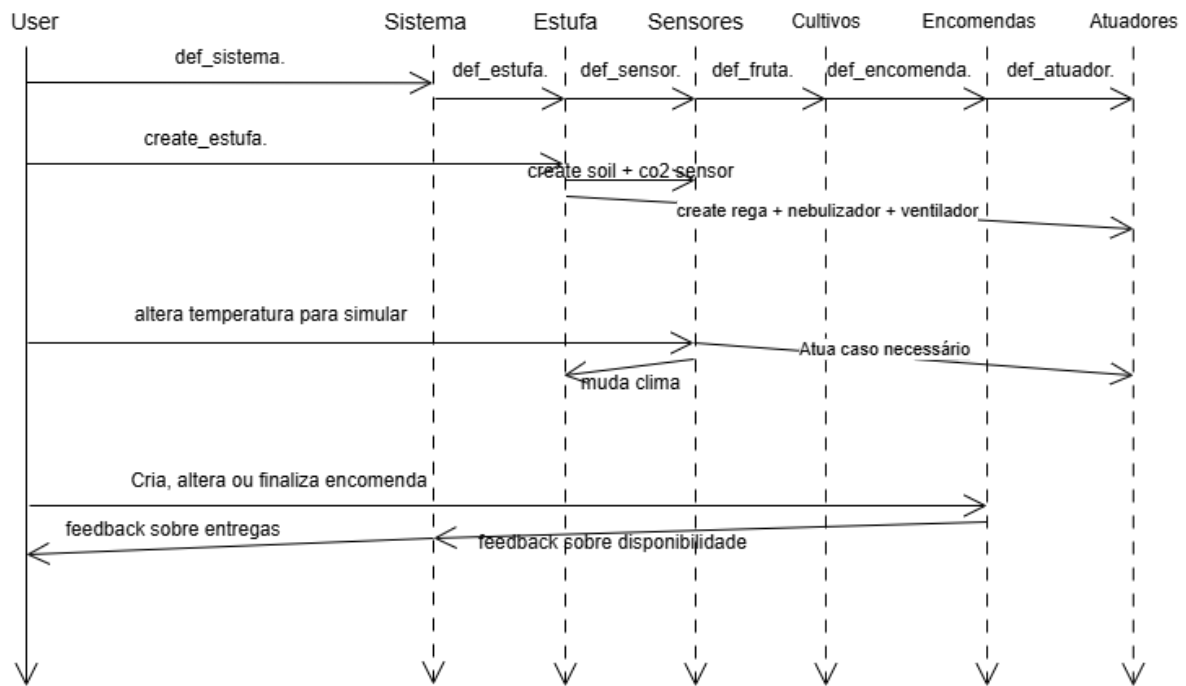 User
Sistema
Estufa
Sensores
Cultivos
Encomendas
Atuadores
def_sistema.
def_estufa.
def_sensor.
def_fruta.
def_encomenda.
def_atuador.
create_estufa.
create soil + co2 sensor
create rega + nebulizador + ventilador
altera temperatura para simular
Atua caso necessário
muda clima
Cria, altera ou finaliza encomenda
feedback sobre entregas
feedback sobre disponibilidade